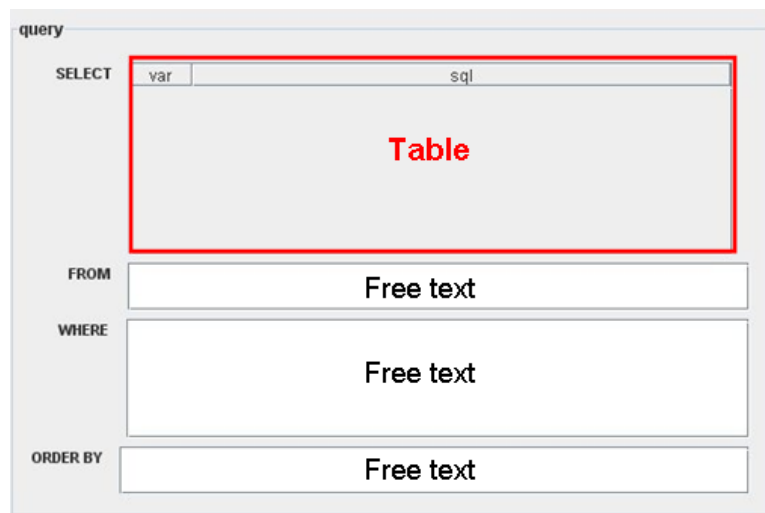 query
SELECT
var sql
Table
FROM
Free text
WHERE
Free text
ORDER BY
Free text